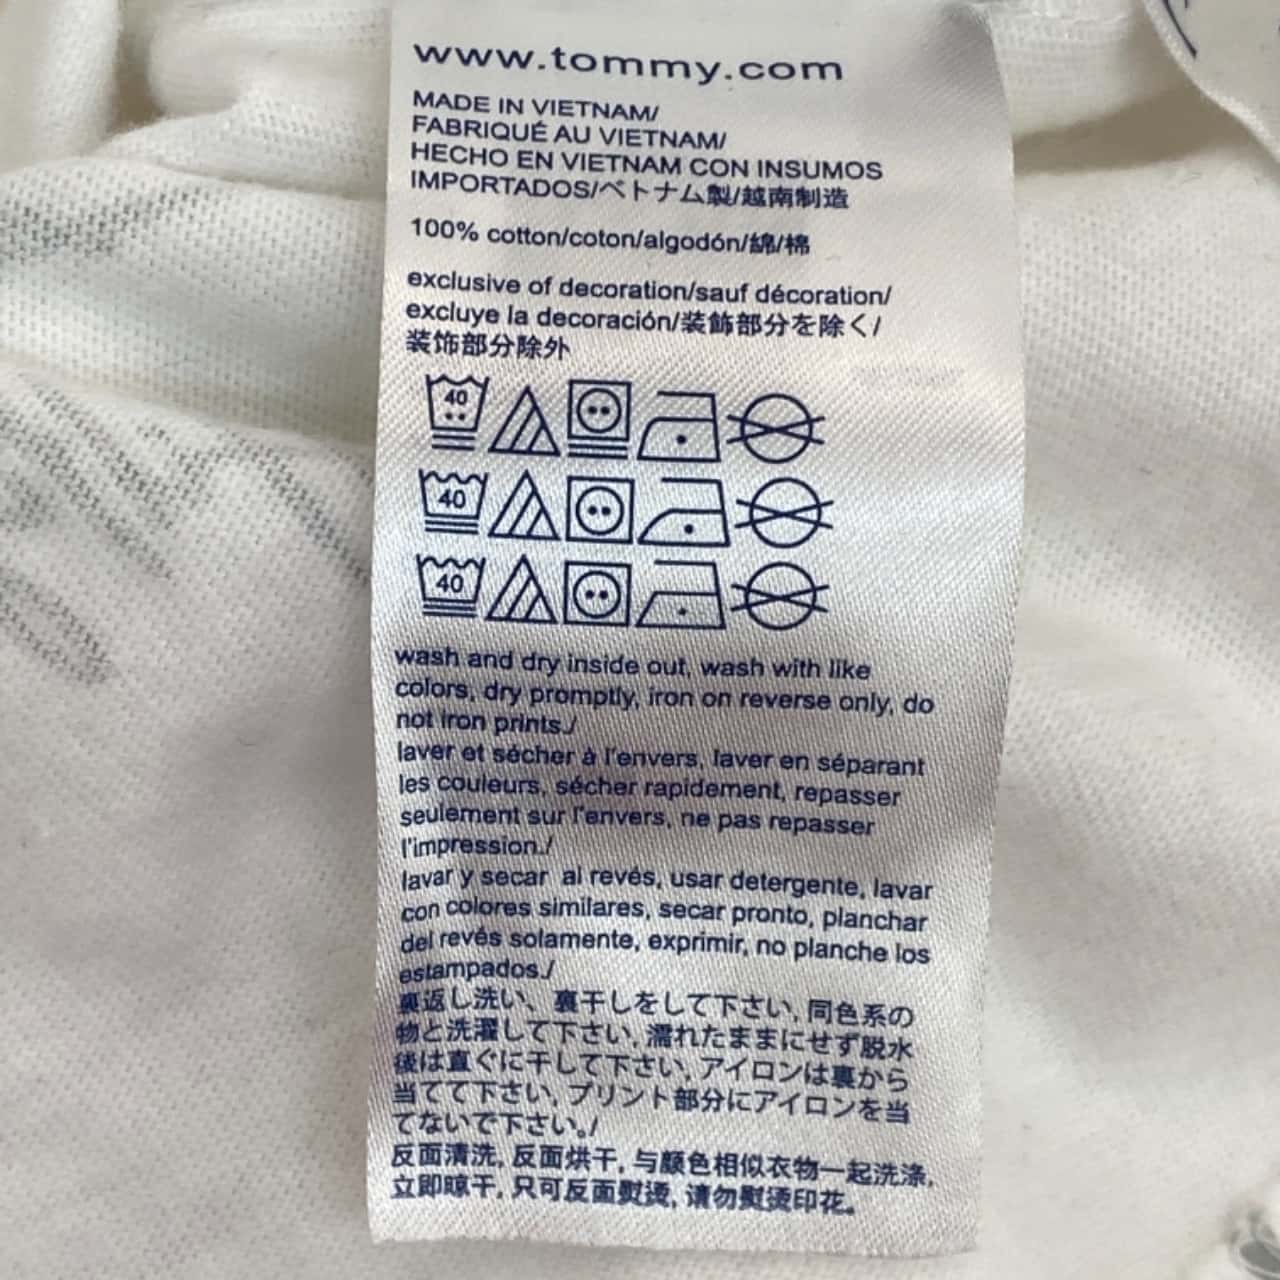 www.tommy.com
MADE IN VIETNAM/
FABRIQUÉ AU VIETNAM/
HECHO EN VIETNAM CON INSUMOS
IMPORTADOS/ベトナム製/越南制造
100% cotton/coton/algodón/綿/棉
exclusive of decoration/sauf décoration/
excluye la decoración/装飾部分を除く/
装饰部分除外
40
40
40
wash and dry inside out, wash with like
colors, dry promptly, iron on reverse only, do
not iron prints./
laver et sécher à l'envers, laver en séparant
les couleurs, sécher rapidement, repasser
seulement sur l'envers, ne pas repasser
l'impression./
lavar y secar al revés, usar detergente, lavar
con colores similares, secar pronto, planchar
del revés solamente, exprimir, no planche los
estampados./
裏返し洗い、裏干しをして下さい, 同色系の
物と洗濯して下さい, 濡れたままにせず脱水
後は直ぐに干して下さい, アイロンは裏から
当てて下さい, プリント部分にアイロンを当
てないで下さい。/
反面清洗, 反面烘干, 与颜色相似衣物一起洗涤,
立即晾干, 只可反面熨烫, 请勿熨烫印花。